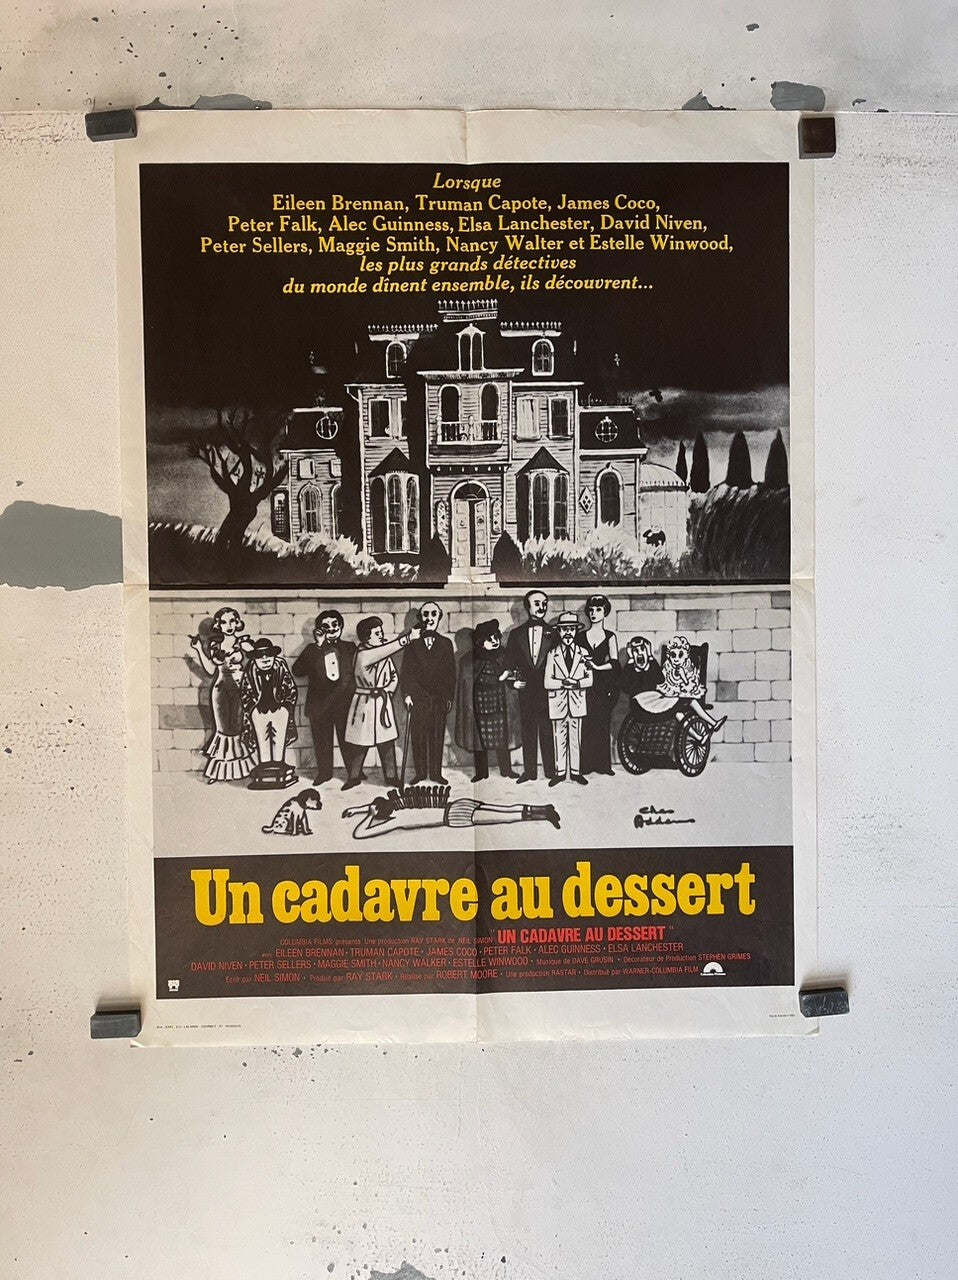 Lorsque
Eileen Brennan, Truman Capote, James Coco,
Peter Falk, Alec Guinness, Elsa Lanchester, David Niven,
Peter Sellers, Maggie Smith, Nancy Walter et Estelle Winwood,
les plus grands détectives
du monde dînent ensemble, ils découvrent...
Chas
Addams
Un cadavre au dessert
COLUMBIA FILMS présente Une production RAY STARK de NEIL SIMON "UN CADAVRE AU DESSERT"
avec EILEEN BRENNAN • TRUMAN CAPOTE • JAMES COCO • PETER FALK • ALEC GUINNESS • ELSA LANCHESTER
DAVID NIVEN • PETER SELLERS • MAGGIE SMITH • NANCY WALKER • ESTELLE WINWOOD • Musique de DAVE GRUSIN • Décorateur de Production STEPHEN GRIMES
Ecrit par NEIL SIMON • Produit par RAY STARK • Réalisé par ROBERT MOORE • Une production RASTAR • Distribué par WARNER-COLUMBIA FILM